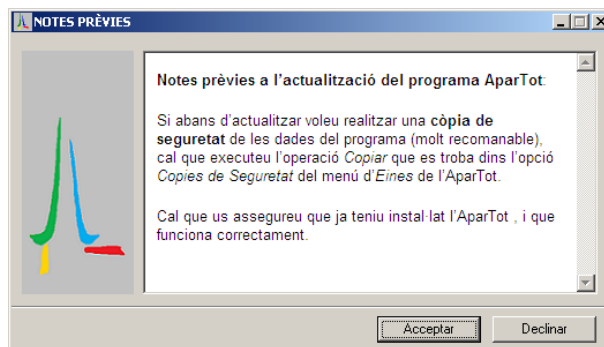 NOTES PRÈVIES
Notes prèvies a l'actualització del programa AparTot:
Si abans d'actualitzar voleu realitzar una còpia de
seguretat de les dades del programa (molt recomanable),
cal que executeu l'operació Copiar que es troba dins l'opció
Copies de Seguretat del menú d'Eines de l'AparTot.
Cal que us assegureu que ja teniu instal·lat l'AparTot , i que
funciona correctament.
Acceptar
Declinar